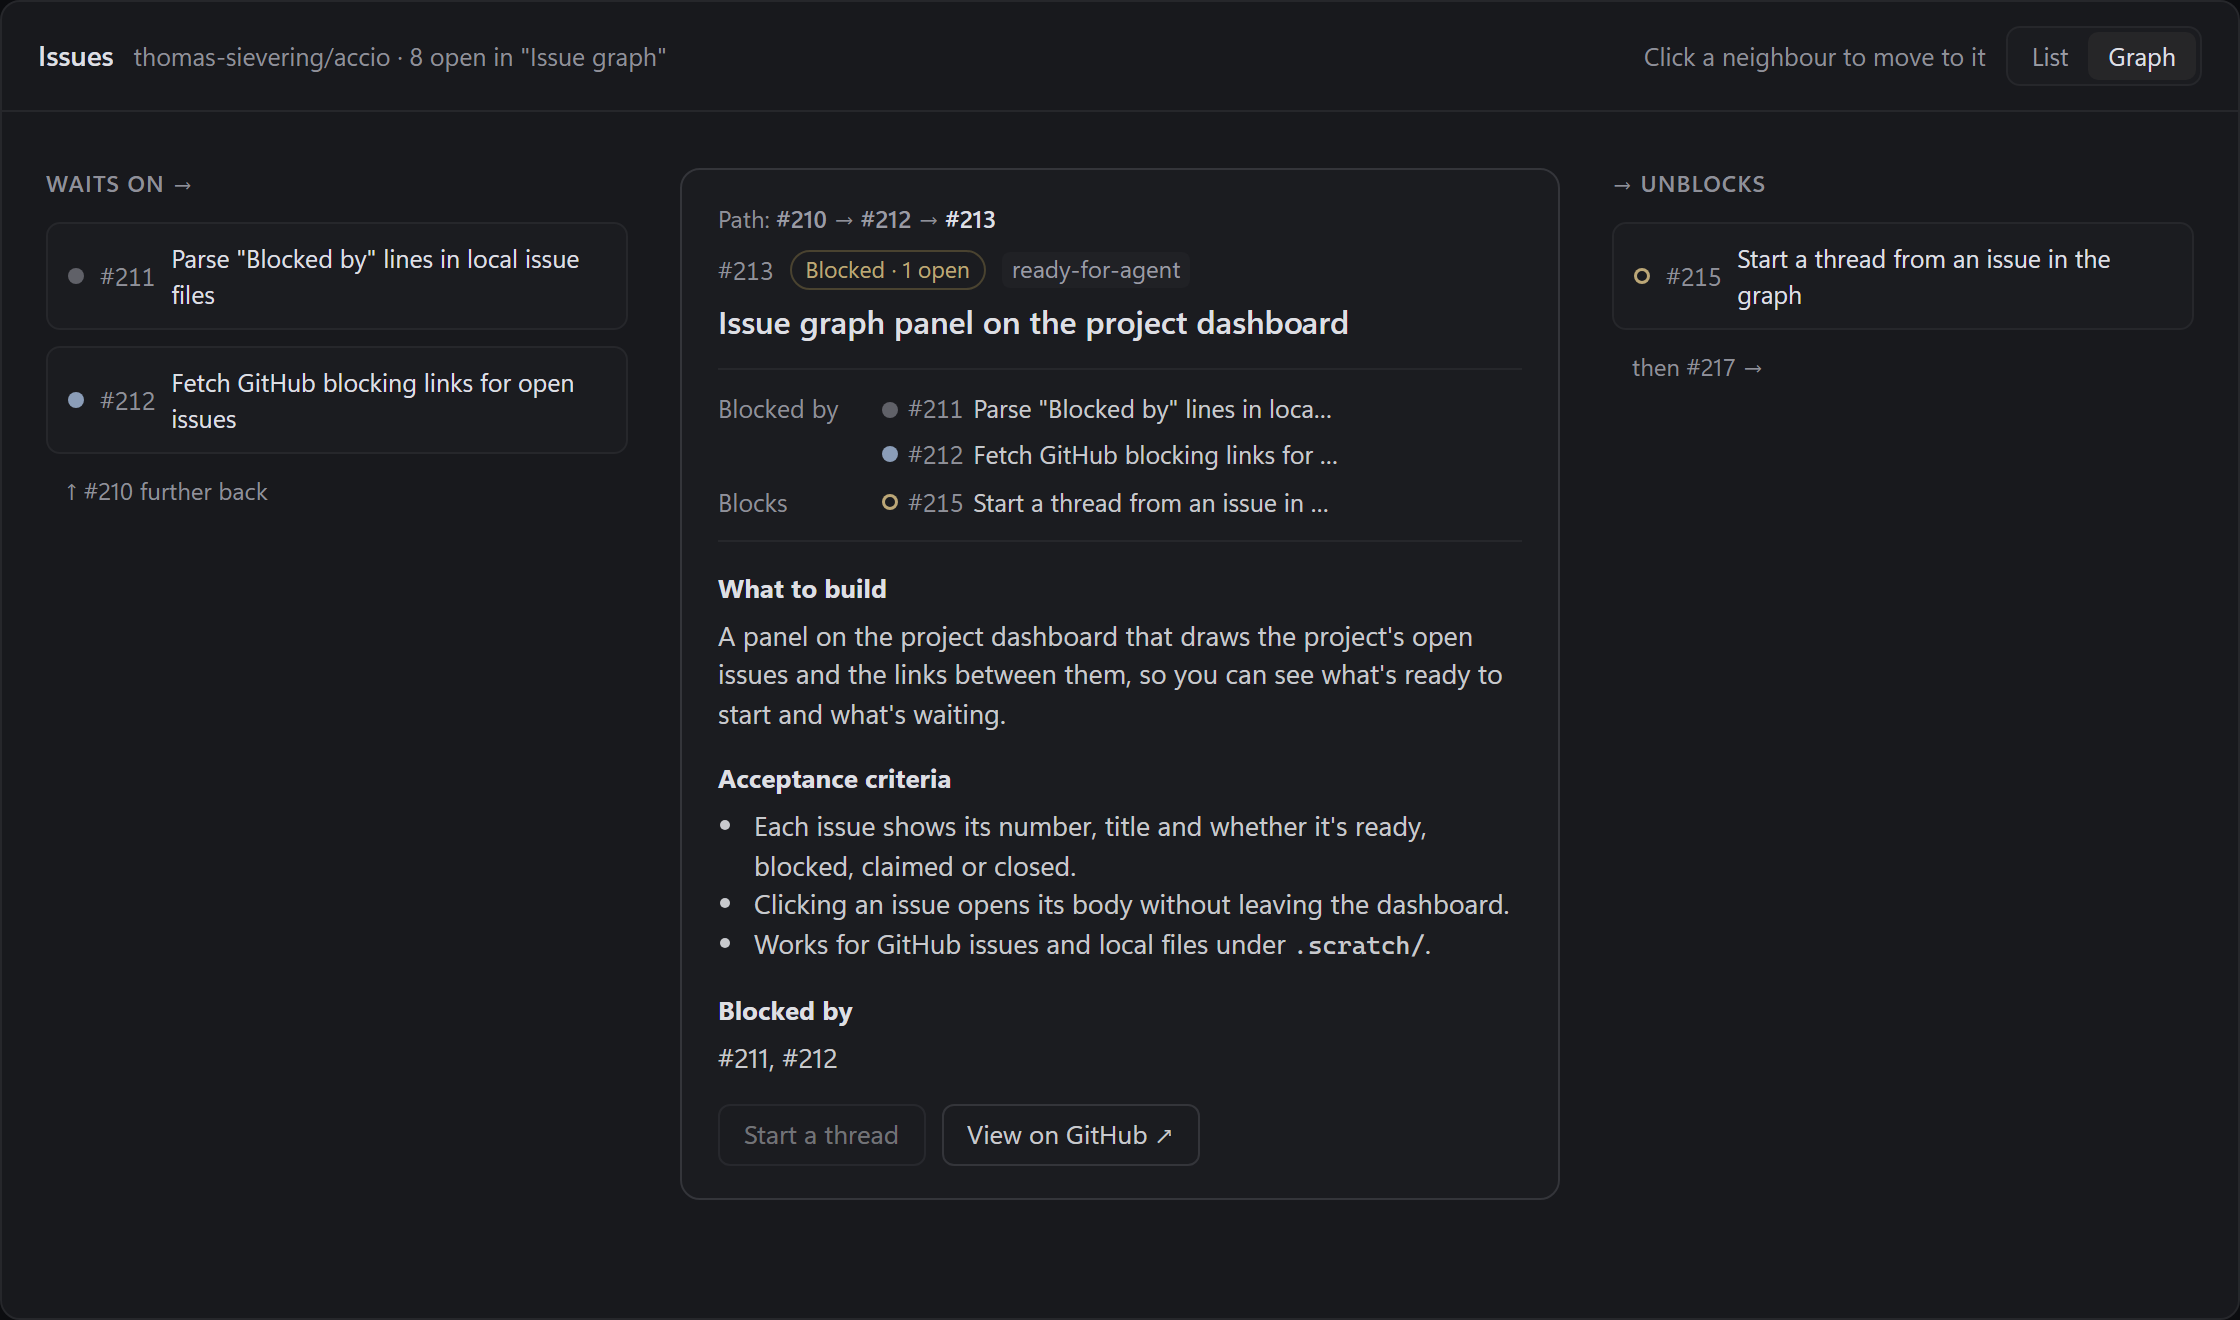 Issues thomas-sievering/accio · 8 open in "Issue graph"
Click a neighbour to move to it
List
Graph
WAITS ON →
#211 Parse "Blocked by" lines in local issue
files
#212 Fetch GitHub blocking links for open
issues
↑ #210 further back
Path: #210 → #212 → #213
#213 Blocked · 1 open ready-for-agent
Issue graph panel on the project dashboard
Blocked by #211 Parse "Blocked by" lines in loca...
#212 Fetch GitHub blocking links for ...
Blocks #215 Start a thread from an issue in ...
What to build
A panel on the project dashboard that draws the project's open
issues and the links between them, so you can see what's ready to
start and what's waiting.
Acceptance criteria
• Each issue shows its number, title and whether it's ready,
blocked, claimed or closed.
• Clicking an issue opens its body without leaving the dashboard.
• Works for GitHub issues and local files under .scratch/.
Blocked by
#211, #212
Start a thread
View on GitHub ↗
→ UNBLOCKS
#215 Start a thread from an issue in the
graph
then #217 →